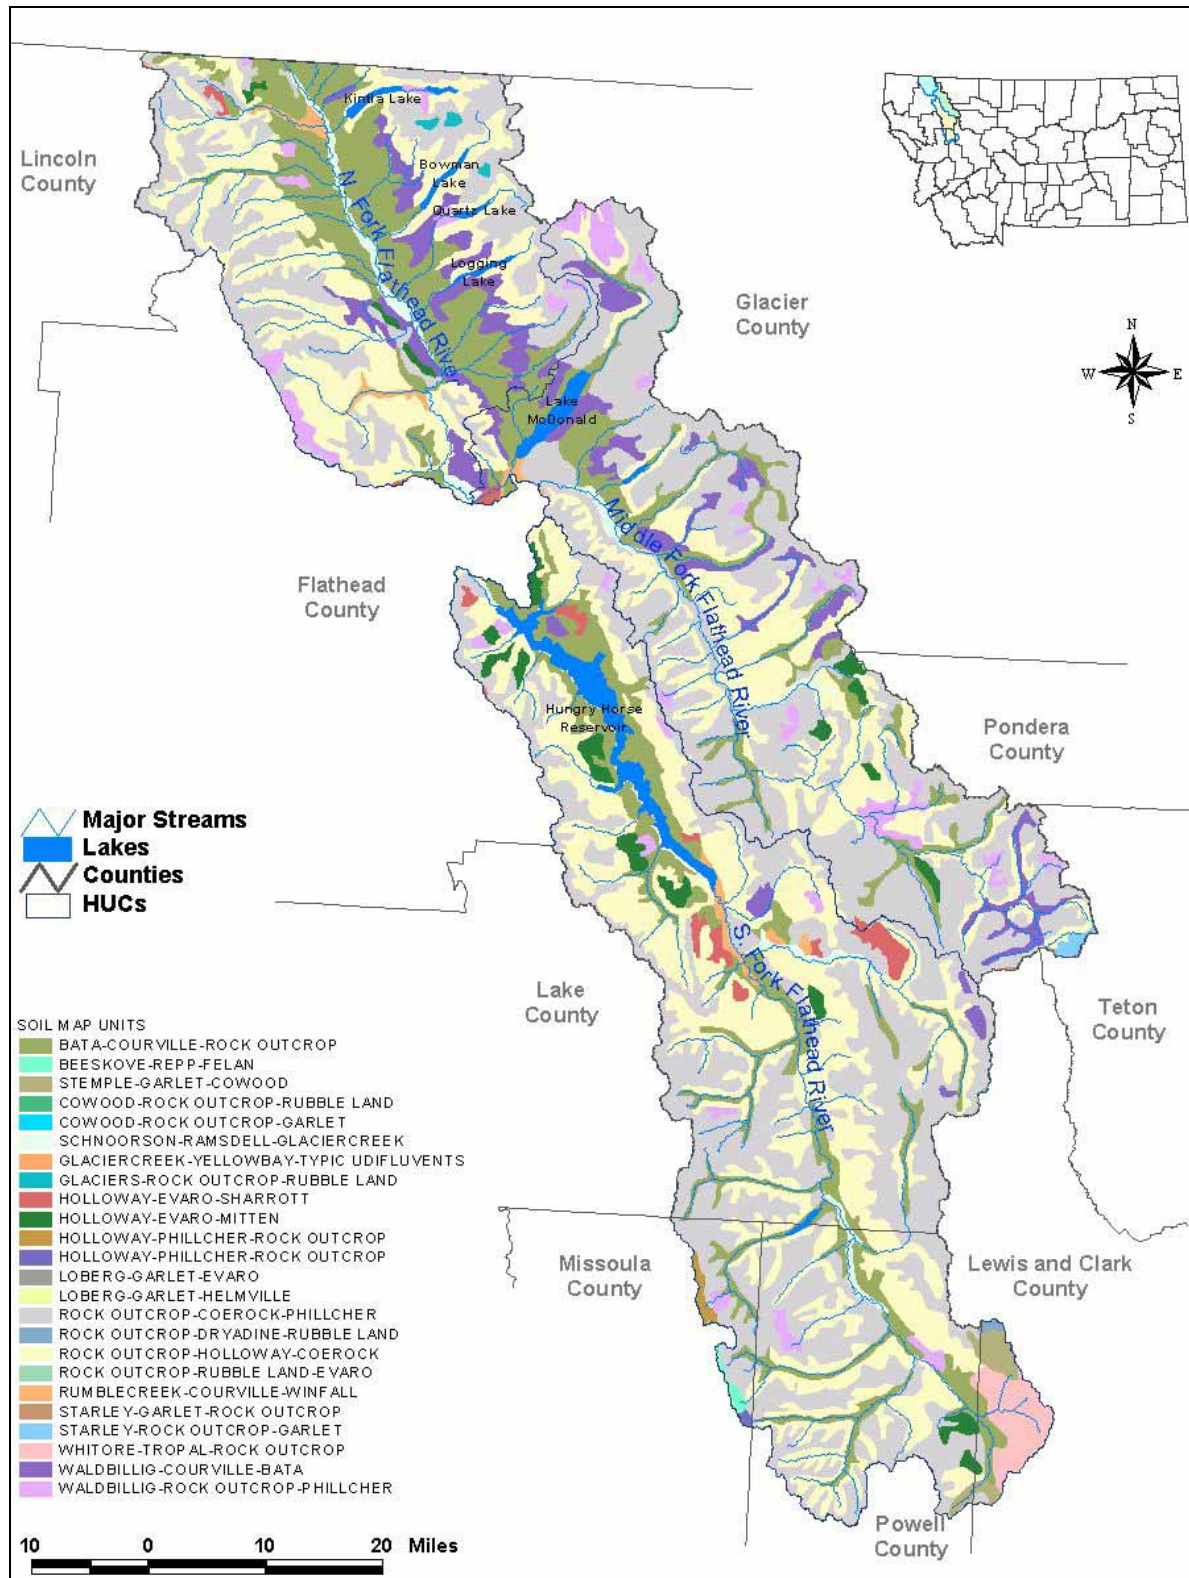 Kintla Lake
Lincoln
County
Bowman
Lake
Quartz Lake
Logging
Lake
N. Fork Flathead River
Glacier
County
N
W
E
S
Lake
McDonald
Middle Fork Flathead River
Flathead
County
Hungry Horse
Reservoir
Pondera
County
Major Streams
Lakes
Counties
HUCs
S. Fork Flathead River
Lake
County
Teton
County
SOIL MAP UNITS
BATA-COURVILLE-ROCK OUTCROP
BEESKOVE-REPP-FELAN
STEMPLE-GARLET-COWOOD
COWOOD-ROCK OUTCROP-RUBBLE LAND
COWOOD-ROCK OUTCROP-GARLET
SCHNOORSON-RAMSDELL-GLACIERCREEK
GLACIERCREEK-YELLOWBAY-TYPIC UDIFLUVENTS
GLACIERS-ROCK OUTCROP-RUBBLE LAND
HOLLOWAY-EVARO-SHARROTT
HOLLOWAY-EVARO-MITTEN
HOLLOWAY-PHILLCHER-ROCK OUTCROP
HOLLOWAY-PHILLCHER-ROCK OUTCROP
LOBERG-GARLET-EVARO
LOBERG-GARLET-HELMVILLE
ROCK OUTCROP-COEROCK-PHILLCHER
ROCK OUTCROP-DRYADINE-RUBBLE LAND
ROCK OUTCROP-HOLLOWAY-COEROCK
ROCK OUTCROP-RUBBLE LAND-EVARO
RUMBLECREEK-COURVILLE-WINFALL
STARLEY-GARLET-ROCK OUTCROP
STARLEY-ROCK OUTCROP-GARLET
WHITORE-TROPAL-ROCK OUTCROP
WALDBILLIG-COURVILLE-BATA
WALDBILLIG-ROCK OUTCROP-PHILLCHER
Missoula
County
Lewis and Clark
County
Powell
County
10 0 10 20 Miles